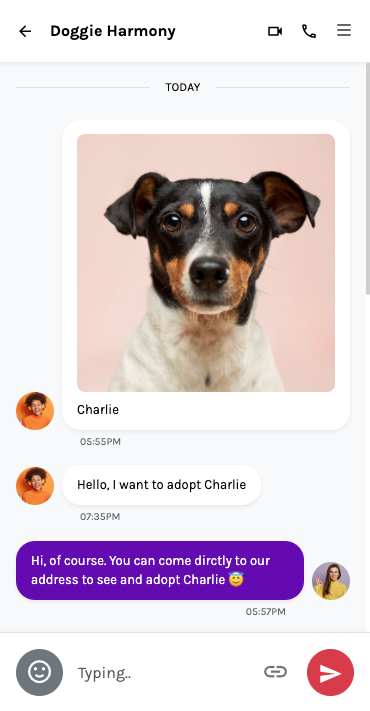 Doggie Harmony
TODAY
Charlie
05:55PM
Hello, I want to adopt Charlie
07:35PM
Hi, of course. You can come dirctly to our
address to see and adopt Charlie 😇
05:57PM
Typing..